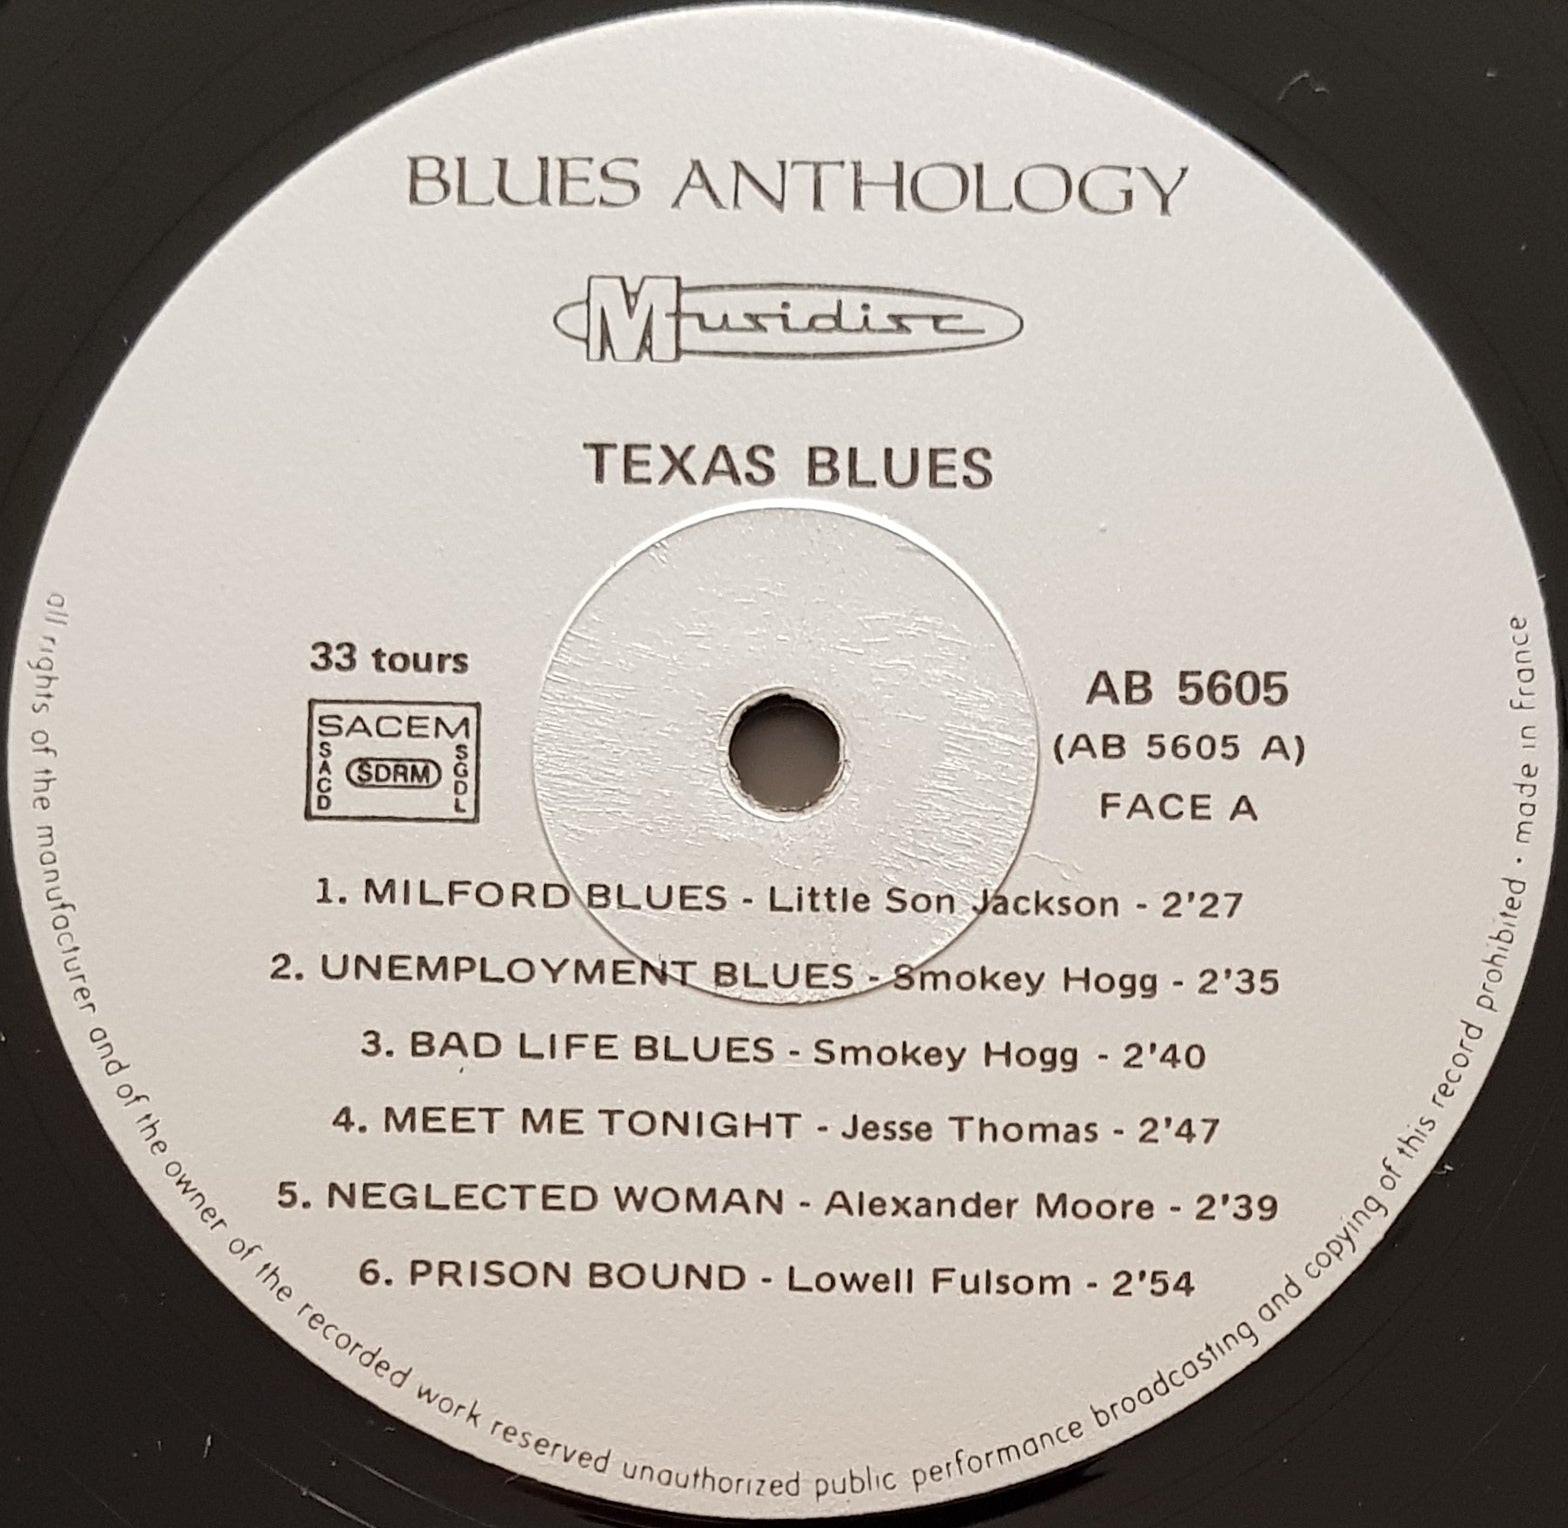 BLUES ANTHOLOGY
Musidisc
TEXAS BLUES
33 tours
SACEM
SACD
SDRM
SGDL
AB 5605
(AB 5605 A)
FACE A
1. MILFORD BLUES - Little Son Jackson - 2'27
2. UNEMPLOYMENT BLUES - Smokey Hogg - 2'35
3. BAD LIFE BLUES - Smokey Hogg - 2'40
4. MEET ME TONIGHT - Jesse Thomas - 2'47
5. NEGLECTED WOMAN - Alexander Moore - 2'39
6. PRISON BOUND - Lowell Fulsom - 2'54
all rights of the manufacturer and of the owner of the recorded work reserved unauthorized public performance broadcasting and copying of this record prohibited · made in France